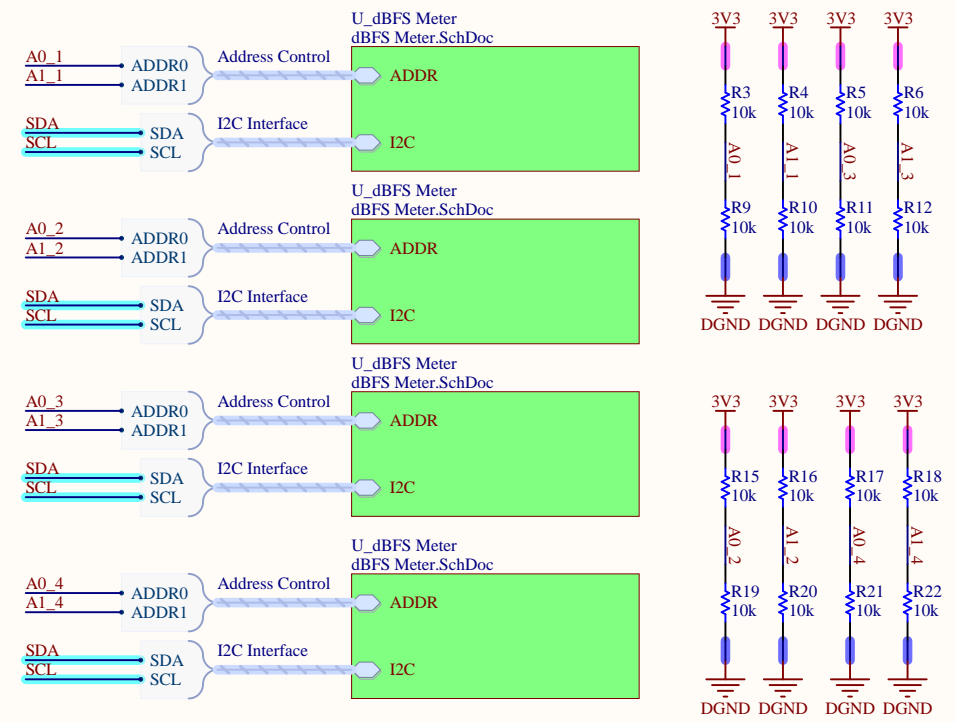 U_dBFS Meter
dBFS Meter.SchDoc
A0_1
A1_1
ADDR0
ADDR1
Address Control
ADDR
SDA
SCL
SDA
SCL
I2C Interface
I2C
U_dBFS Meter
dBFS Meter.SchDoc
A0_2
A1_2
ADDR0
ADDR1
Address Control
ADDR
SDA
SCL
SDA
SCL
I2C Interface
I2C
U_dBFS Meter
dBFS Meter.SchDoc
A0_3
A1_3
ADDR0
ADDR1
Address Control
ADDR
SDA
SCL
SDA
SCL
I2C Interface
I2C
U_dBFS Meter
dBFS Meter.SchDoc
A0_4
A1_4
ADDR0
ADDR1
Address Control
ADDR
SDA
SCL
SDA
SCL
I2C Interface
I2C
3V3 3V3 3V3 3V3
R3 R4 R5 R6
10k 10k 10k 10k
A0_1 A1_1 A0_3 A1_3
R9 R10 R11 R12
10k 10k 10k 10k
DGND DGND DGND DGND
3V3 3V3 3V3 3V3
R15 R16 R17 R18
10k 10k 10k 10k
A0_2 A1_2 A0_4 A1_4
R19 R20 R21 R22
10k 10k 10k 10k
DGND DGND DGND DGND